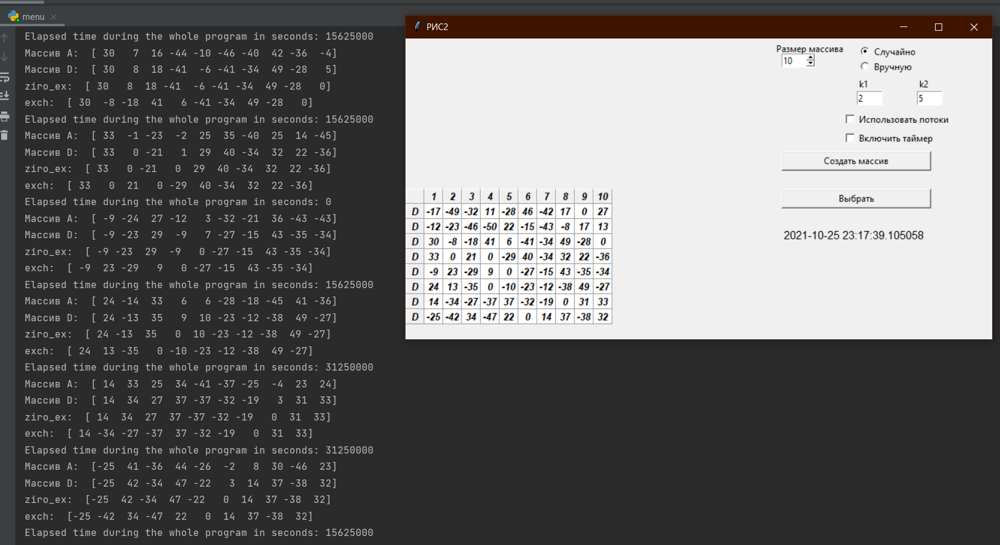 menu
Elapsed time during the whole program in seconds: 15625000
Массив A:  [ 30   7  16 -44 -10 -46 -40  42 -36  -4]
Массив D:  [ 30   8  18 -41  -6 -41 -34  49 -28   5]
ziro_ex:  [ 30   8  18 -41  -6 -41 -34  49 -28   0]
exch:  [ 30  -8 -18  41   6 -41 -34  49 -28   0]
Elapsed time during the whole program in seconds: 15625000
Массив A:  [ 33  -1 -23  -2  25  35 -40  25  14 -45]
Массив D:  [ 33   0 -21   1  29  40 -34  32  22 -36]
ziro_ex:  [ 33   0 -21   0  29  40 -34  32  22 -36]
exch:  [ 33   0  21   0 -29  40 -34  32  22 -36]
Elapsed time during the whole program in seconds: 0
Массив A:  [ -9 -24  27 -12   3 -32 -21  36 -43 -43]
Массив D:  [ -9 -23  29  -9   7 -27 -15  43 -35 -34]
ziro_ex:  [ -9 -23  29  -9   0 -27 -15  43 -35 -34]
exch:  [ -9  23 -29   9   0 -27 -15  43 -35 -34]
Elapsed time during the whole program in seconds: 15625000
Массив A:  [ 24 -14  33   6   6 -28 -18 -45  41 -36]
Массив D:  [ 24 -13  35   9  10 -23 -12 -38  49 -27]
ziro_ex:  [ 24 -13  35   0  10 -23 -12 -38  49 -27]
exch:  [ 24  13 -35   0 -10 -23 -12 -38  49 -27]
Elapsed time during the whole program in seconds: 31250000
Массив A:  [ 14  33  25  34 -41 -37 -25  -4  23  24]
Массив D:  [ 14  34  27  37 -37 -32 -19   3  31  33]
ziro_ex:  [ 14  34  27  37 -37 -32 -19   0  31  33]
exch:  [ 14 -34 -27 -37  37 -32 -19   0  31  33]
Elapsed time during the whole program in seconds: 31250000
Массив A:  [-25  41 -36  44 -26  -2   8  30 -46  23]
Массив D:  [-25  42 -34  47 -22   3  14  37 -38  32]
ziro_ex:  [-25  42 -34  47 -22   0  14  37 -38  32]
exch:  [-25 -42  34 -47  22   0  14  37 -38  32]
Elapsed time during the whole program in seconds: 15625000
РИС2
Размер массива
10
Случайно
Вручную
k1 k2
2 5
Использовать потоки
Включить таймер
Создать массив
Выбрать
2021-10-25 23:17:39.105058
1 2 3 4 5 6 7 8 9 10
D -17 -49 -32 11 -28 46 -42 17 0 27
D -12 -23 -46 -50 22 -15 -43 -8 17 13
D 30 -8 -18 41 6 -41 -34 49 -28 0
D 33 0 21 0 -29 40 -34 32 22 -36
D -9 23 -29 9 0 -27 -15 43 -35 -34
D 24 13 -35 0 -10 -23 -12 -38 49 -27
D 14 -34 -27 -37 37 -32 -19 0 31 33
D -25 -42 34 -47 22 0 14 37 -38 32